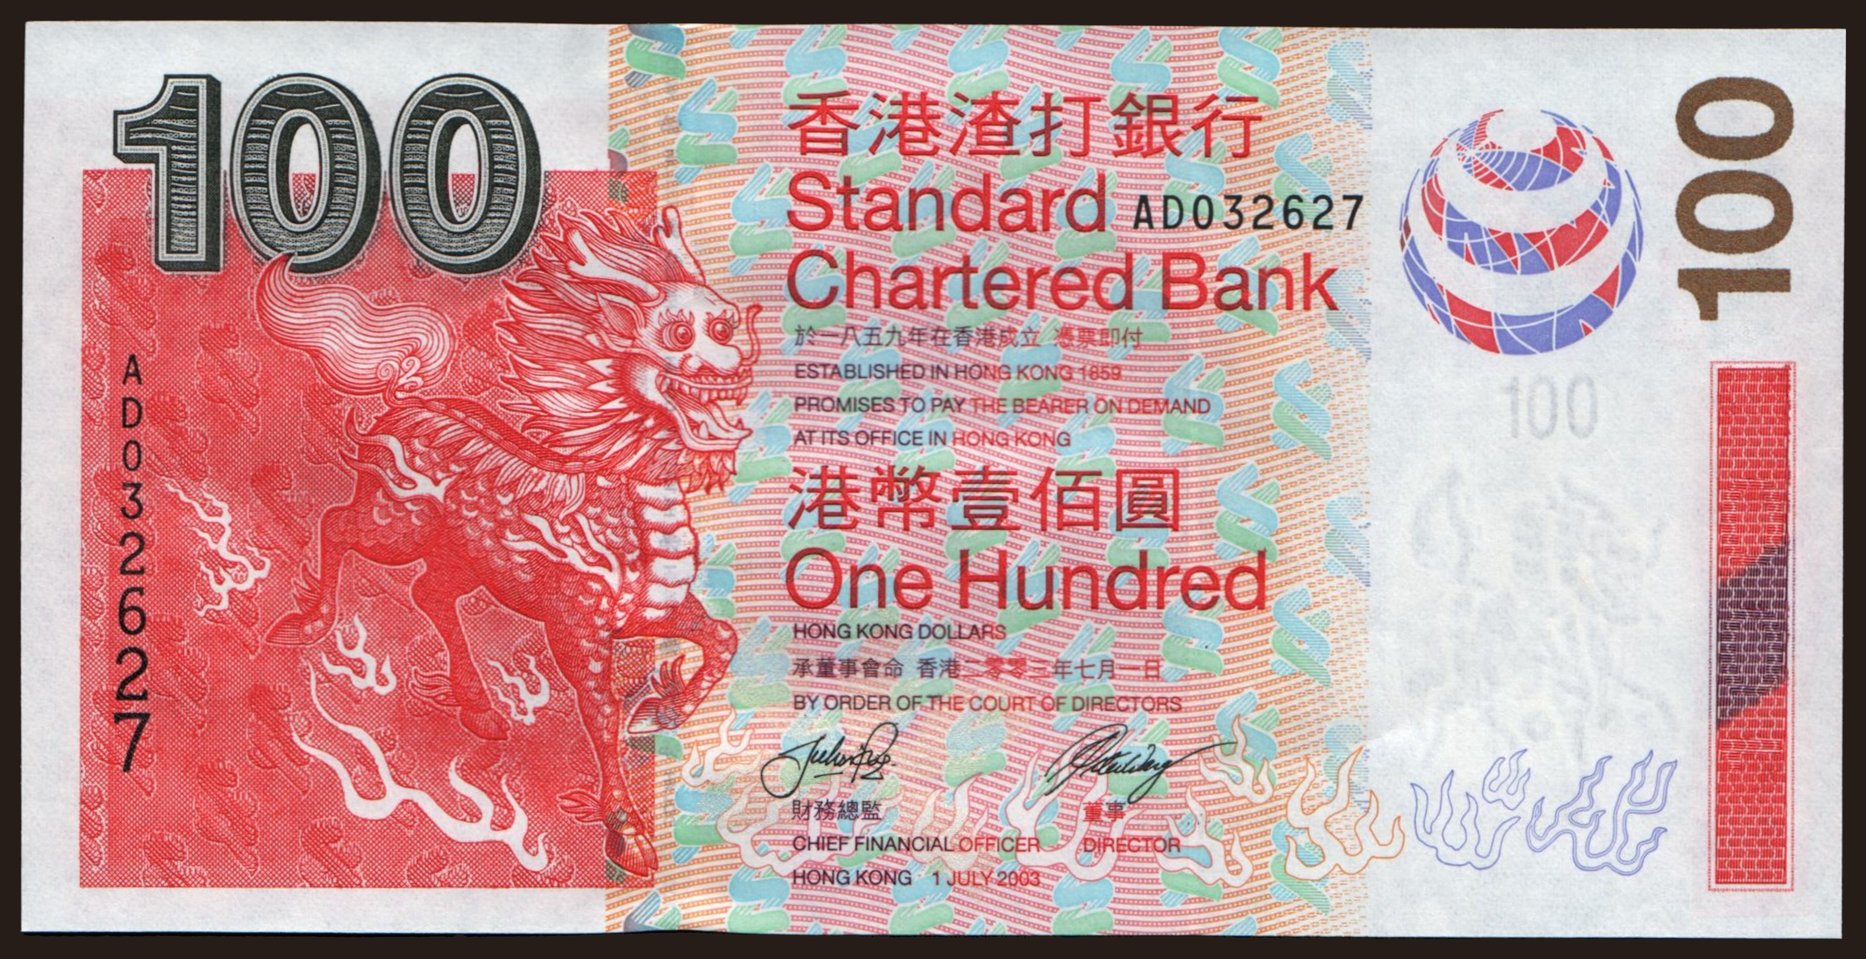 100
香港渣打銀行
Standard
Chartered Bank
AD032627
於一八五九年在香港成立 憑票即付
ESTABLISHED IN HONG KONG 1859
PROMISES TO PAY THE BEARER ON DEMAND
AT ITS OFFICE IN HONG KONG
港幣壹佰圓
One Hundred
HONG KONG DOLLARS
承董事會命 香港二零零三年七月一日
BY ORDER OF THE COURT OF DIRECTORS
財務總監
CHIEF FINANCIAL OFFICER
董事
DIRECTOR
HONG KONG 1 JULY 2003
AD032627
100
100